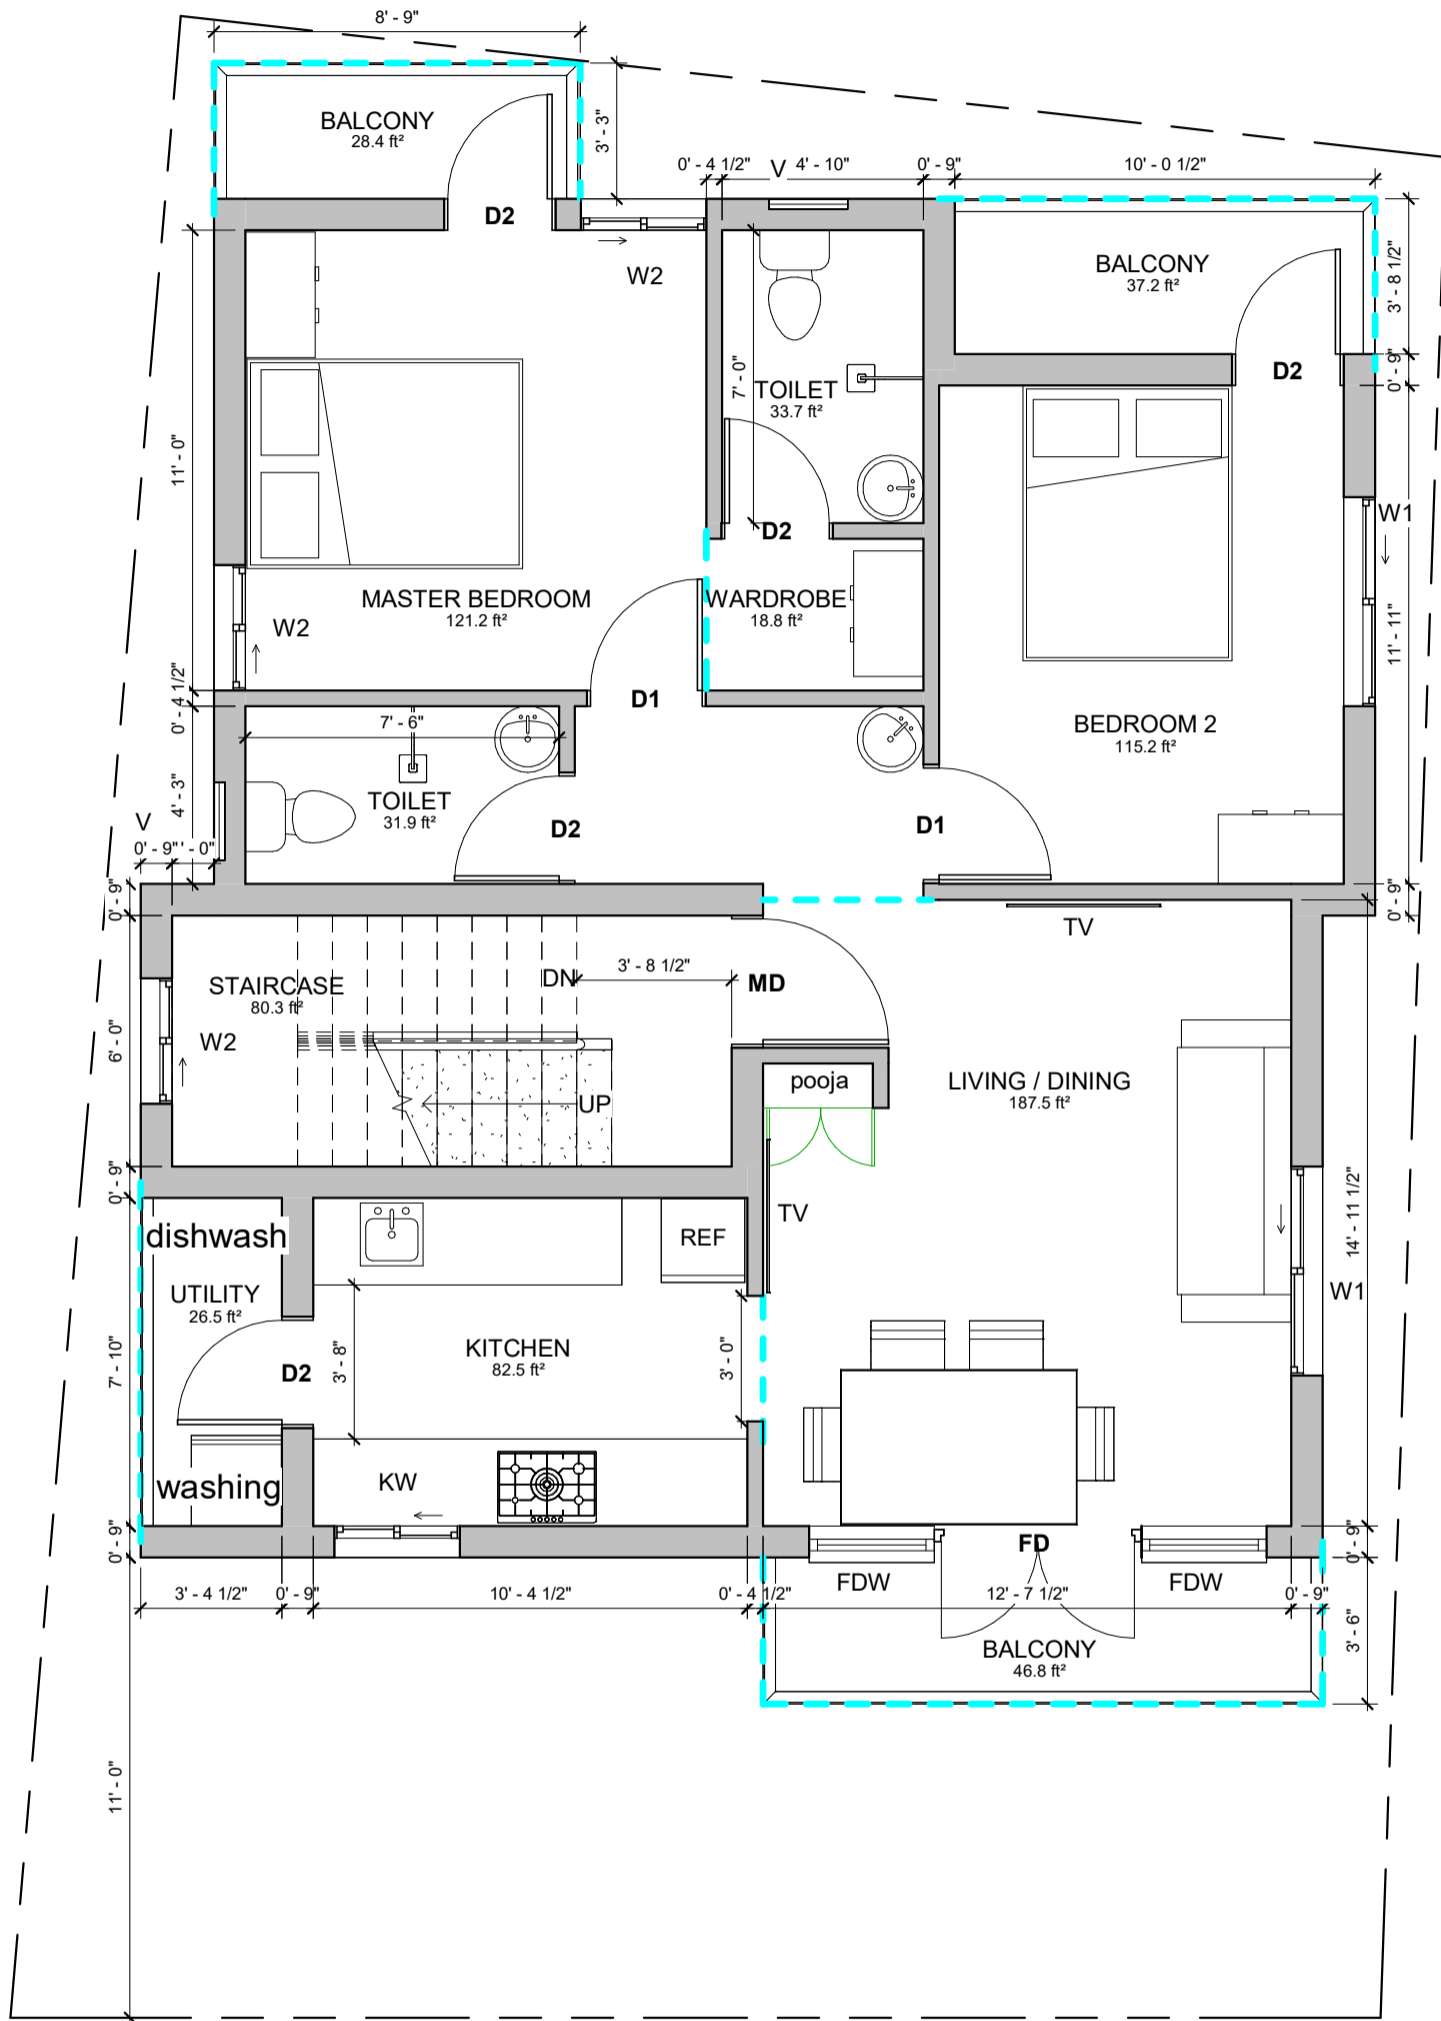 8' - 9"
BALCONY
28.4 ft²
3' - 3"
0' - 4 1/2"
V
4' - 10"
0' - 9"
10' - 0 1/2"
D2
W2
BALCONY
37.2 ft²
3' - 8 1/2"
0' - 9"
D2
7' - 0"
TOILET
33.7 ft²
11' - 0"
D2
W1
MASTER BEDROOM
121.2 ft²
WARDROBE
18.8 ft²
W2
11' - 11"
0' - 4 1/2"
D1
7' - 6"
BEDROOM 2
115.2 ft²
4' - 3"
TOILET
31.9 ft²
V
D2
D1
0' - 9"
' - 0"
0' - 9"
0' - 9"
TV
3' - 8 1/2"
DN
MD
STAIRCASE
80.3 ft²
W2
6' - 0"
UP
pooja
LIVING / DINING
187.5 ft²
0' - 9"
TV
14' - 11 1/2"
dishwash
REF
UTILITY
26.5 ft²
W1
KITCHEN
82.5 ft²
3' - 8"
3' - 0"
7' - 10"
D2
washing
KW
0' - 9"
FD
0' - 9"
FDW
FDW
3' - 4 1/2"
0' - 9"
10' - 4 1/2"
0' - 4 1/2"
12' - 7 1/2"
0' - 9"
3' - 6"
BALCONY
46.8 ft²
11' - 0"